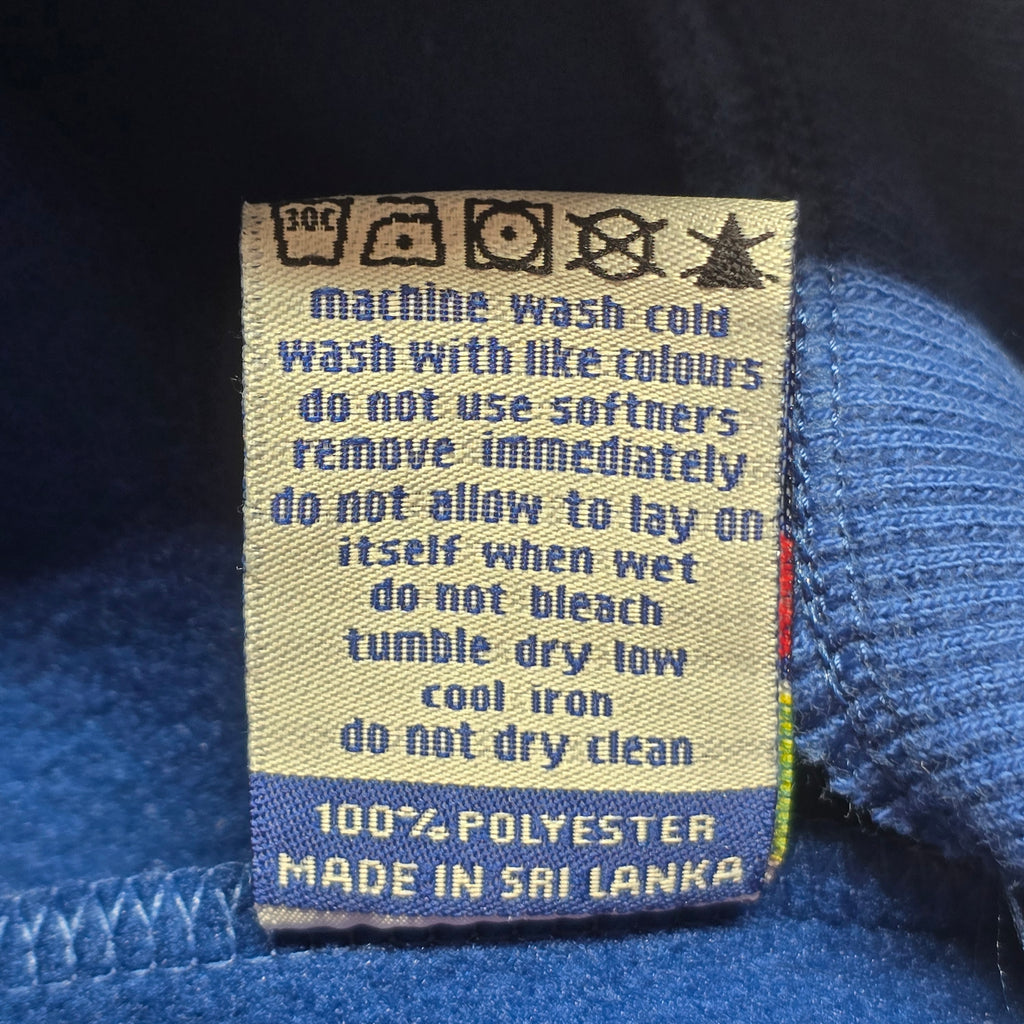 30C
machine wash cold
wash with like colours
do not use softners
remove immediately
do not allow to lay on
itself when wet
do not bleach
tumble dry low
cool iron
do not dry clean
100% POLYESTER
MADE IN SRI LANKA